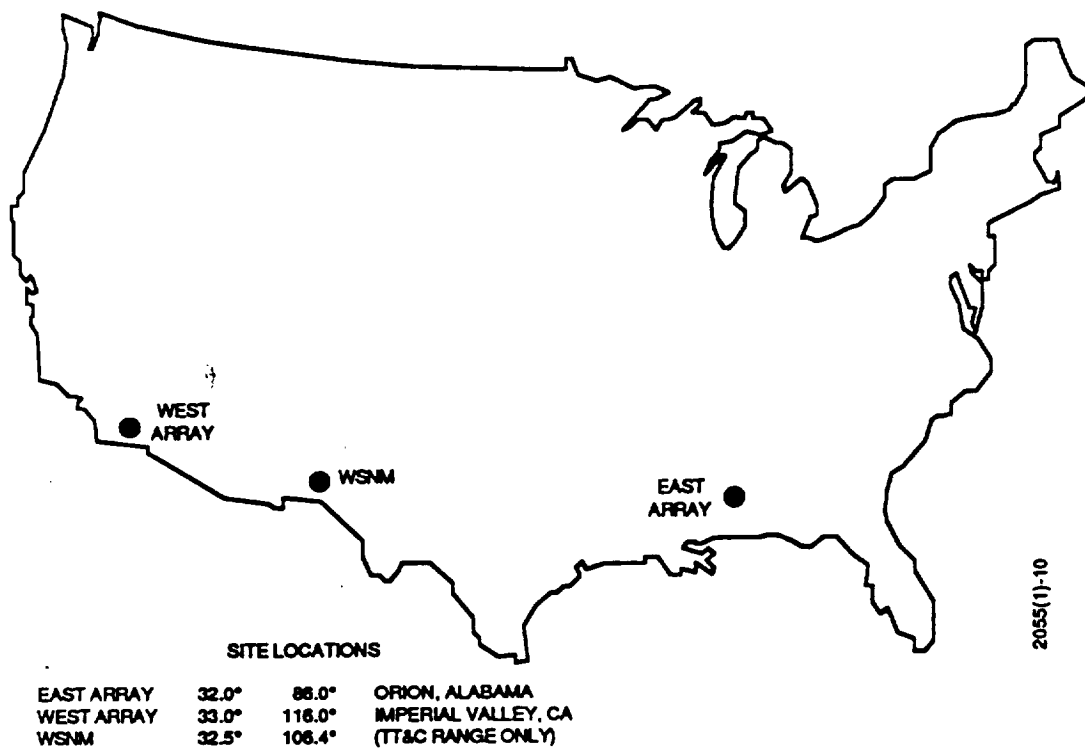 WEST
ARRAY
WSNM
EAST
ARRAY
2055(1)-10
SITE LOCATIONS
EAST ARRAY 32.0° 86.0° ORION, ALABAMA
WEST ARRAY 33.0° 116.0° IMPERIAL VALLEY, CA
WSNM 32.5° 106.4° (TT&C RANGE ONLY)